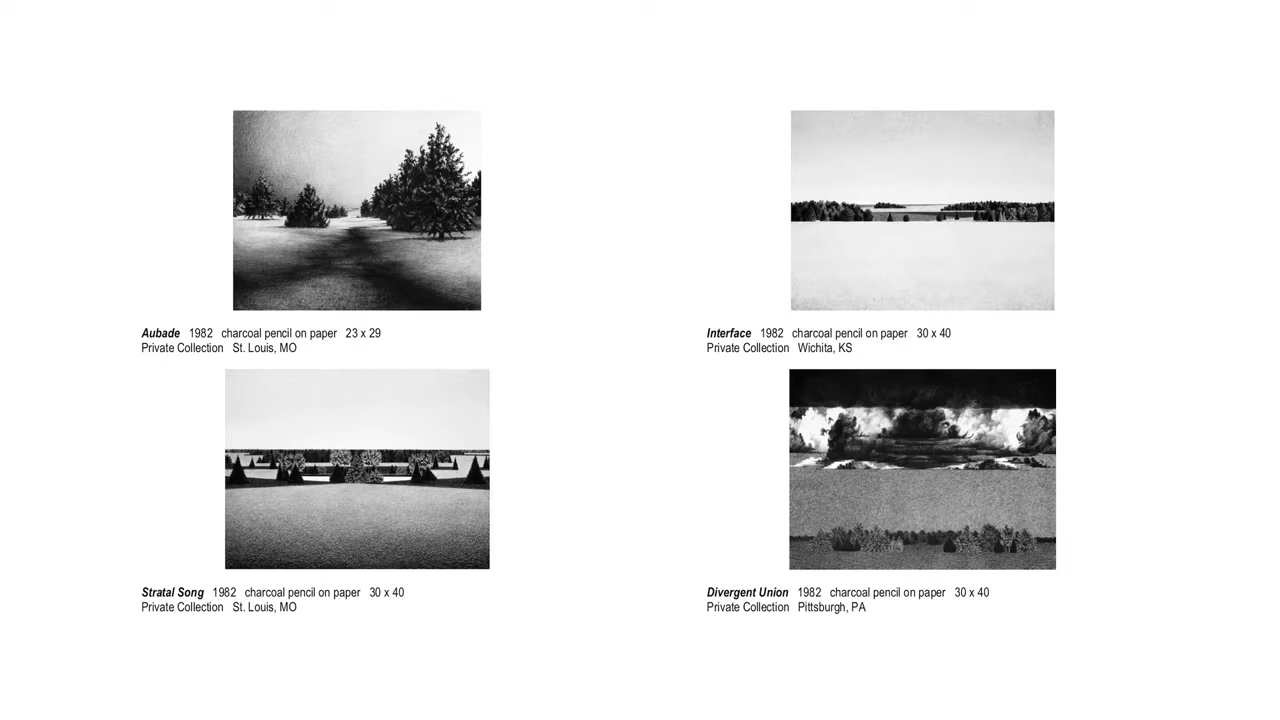 Aubade 1982 charcoal pencil on paper 23 x 29
Private Collection St. Louis, MO
Interface 1982 charcoal pencil on paper 30 x 40
Private Collection Wichita, KS
Stratal Song 1982 charcoal pencil on paper 30 x 40
Private Collection St. Louis, MO
Divergent Union 1982 charcoal pencil on paper 30 x 40
Private Collection Pittsburgh, PA